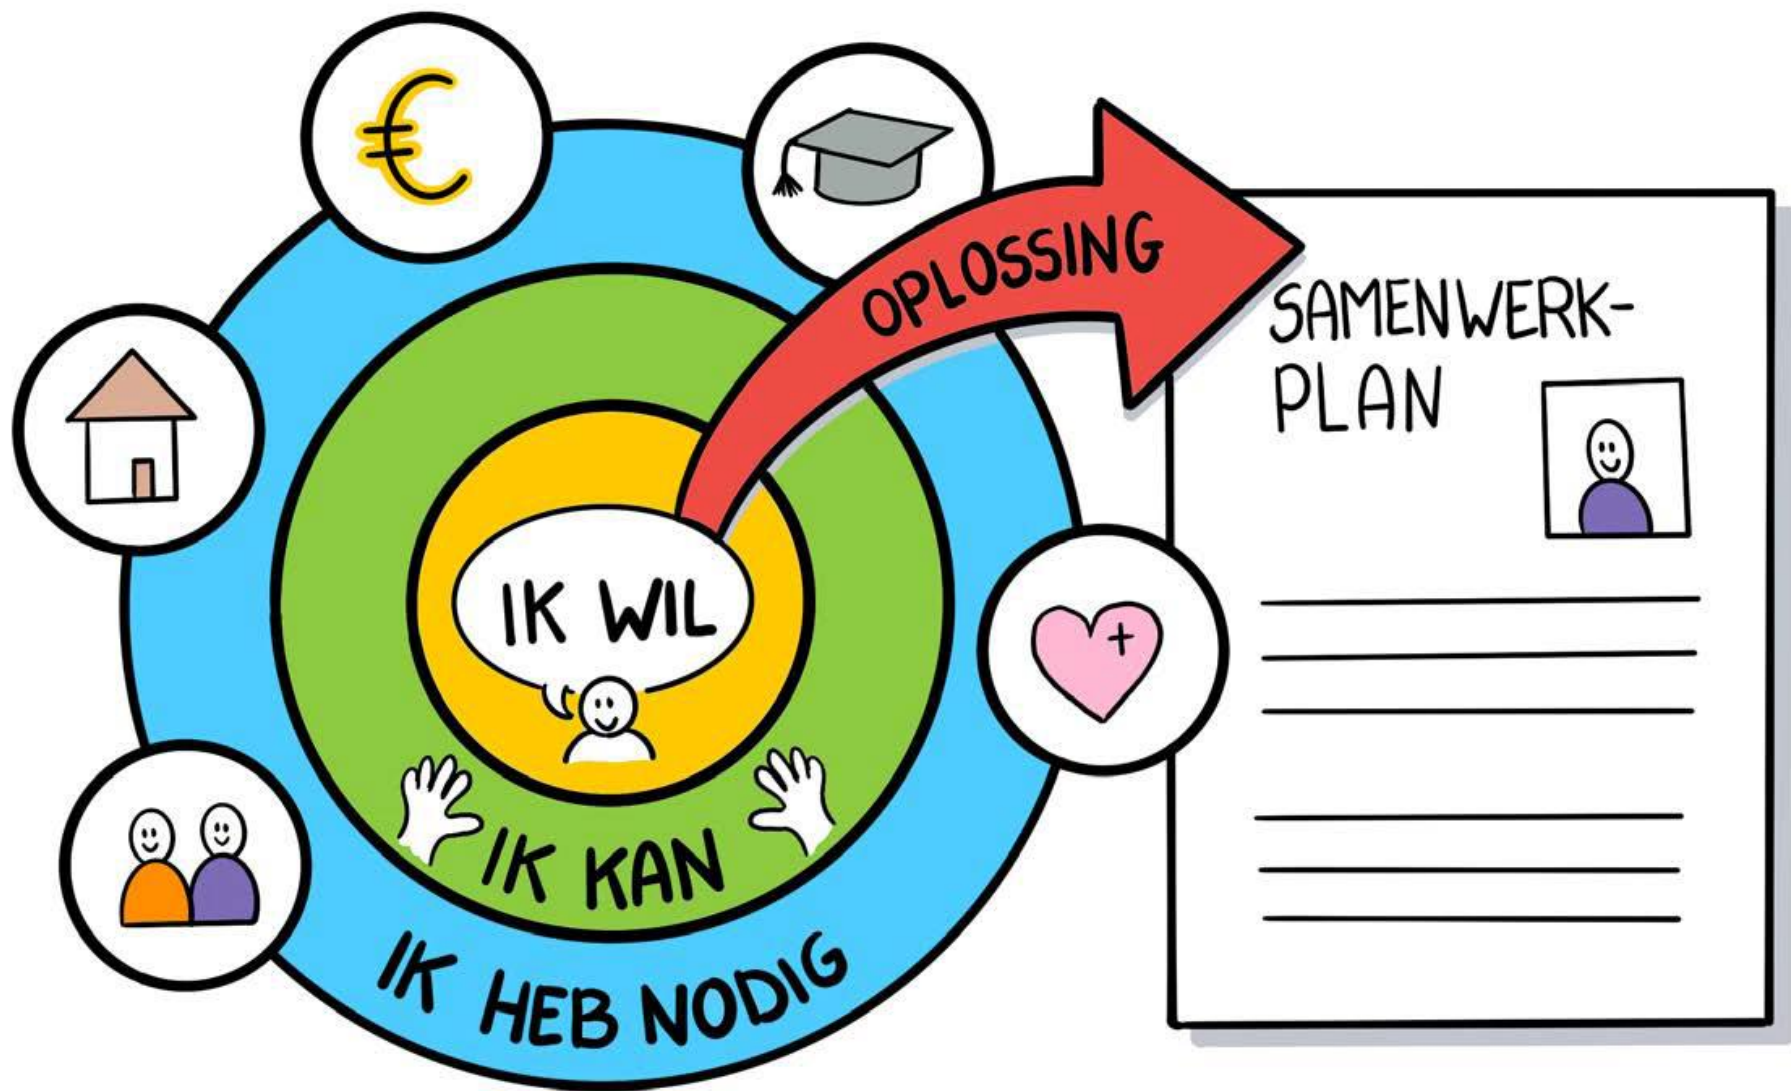 €
OPLOSSING
SAMENWERK-
PLAN
IK WIL
IK KAN
IK HEB NODIG